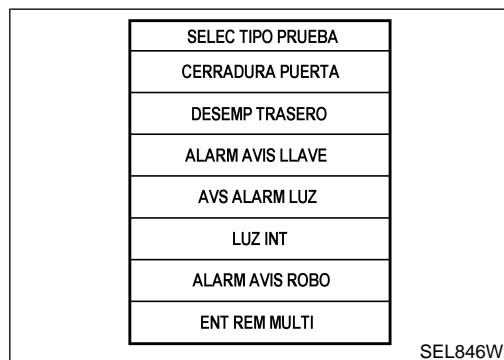 SELEC TIPO PRUEBA
CERRADURA PUERTA
DESEMP TRASERO
ALARM AVIS LLAVE
AVS ALARM LUZ
LUZ INT
ALARM AVIS ROBO
ENT REM MULTI
SEL846W